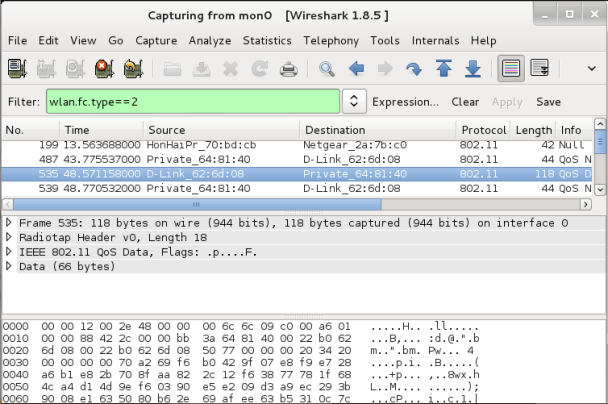 Capturing from mon0 [Wireshark 1.8.5 ]
File Edit View Go Capture Analyze Statistics Telephony Tools Internals Help
Filter: wlan.fc.type==2 Expression... Clear Apply Save
No. Time Source Destination Protocol Length Info
199 13.563688000 HonHaiPr_70:bd:cb Netgear_2a:7b:c0 802.11 42 Null
487 43.775537000 Private_64:81:40 D-Link_62:6d:08 802.11 44 QoS N
535 48.571158000 D-Link_62:6d:08 Private_64:81:40 802.11 118 QoS D
539 48.770532000 Private_64:81:40 D-Link_62:6d:08 802.11 44 QoS N
Frame 535: 118 bytes on wire (944 bits), 118 bytes captured (944 bits) on interface 0
Radiotap Header v0, Length 18
IEEE 802.11 QoS Data, Flags: .p....F.
Data (66 bytes)
0000 00 00 12 00 2e 48 00 00 00 6c 6c 09 c0 00 a6 01 .....H.. .ll.....
0010 00 00 88 42 2c 00 00 bb 3a 64 81 40 00 22 b0 62 ...B,... :d.@.".b
0020 6d 08 00 22 b0 62 6d 08 50 77 00 00 00 20 34 20 m..".bm. Pw... 4
0030 00 00 00 00 70 a2 69 f6 b0 42 9f 07 e8 f9 e7 28 ....p.i. .B.....(
0040 a6 b1 e8 2b 70 8f aa 82 2c 12 f6 38 77 78 1f 68 ...+p... ,..8wx.h
0050 4c a4 d1 4d 9e f6 03 90 e5 e2 09 d3 a9 ec 29 3b L..M.... ......);
0060 90 08 e1 63 50 80 b6 2e 69 af ee 63 b5 31 0c 7c ...cP... i..c.1.|